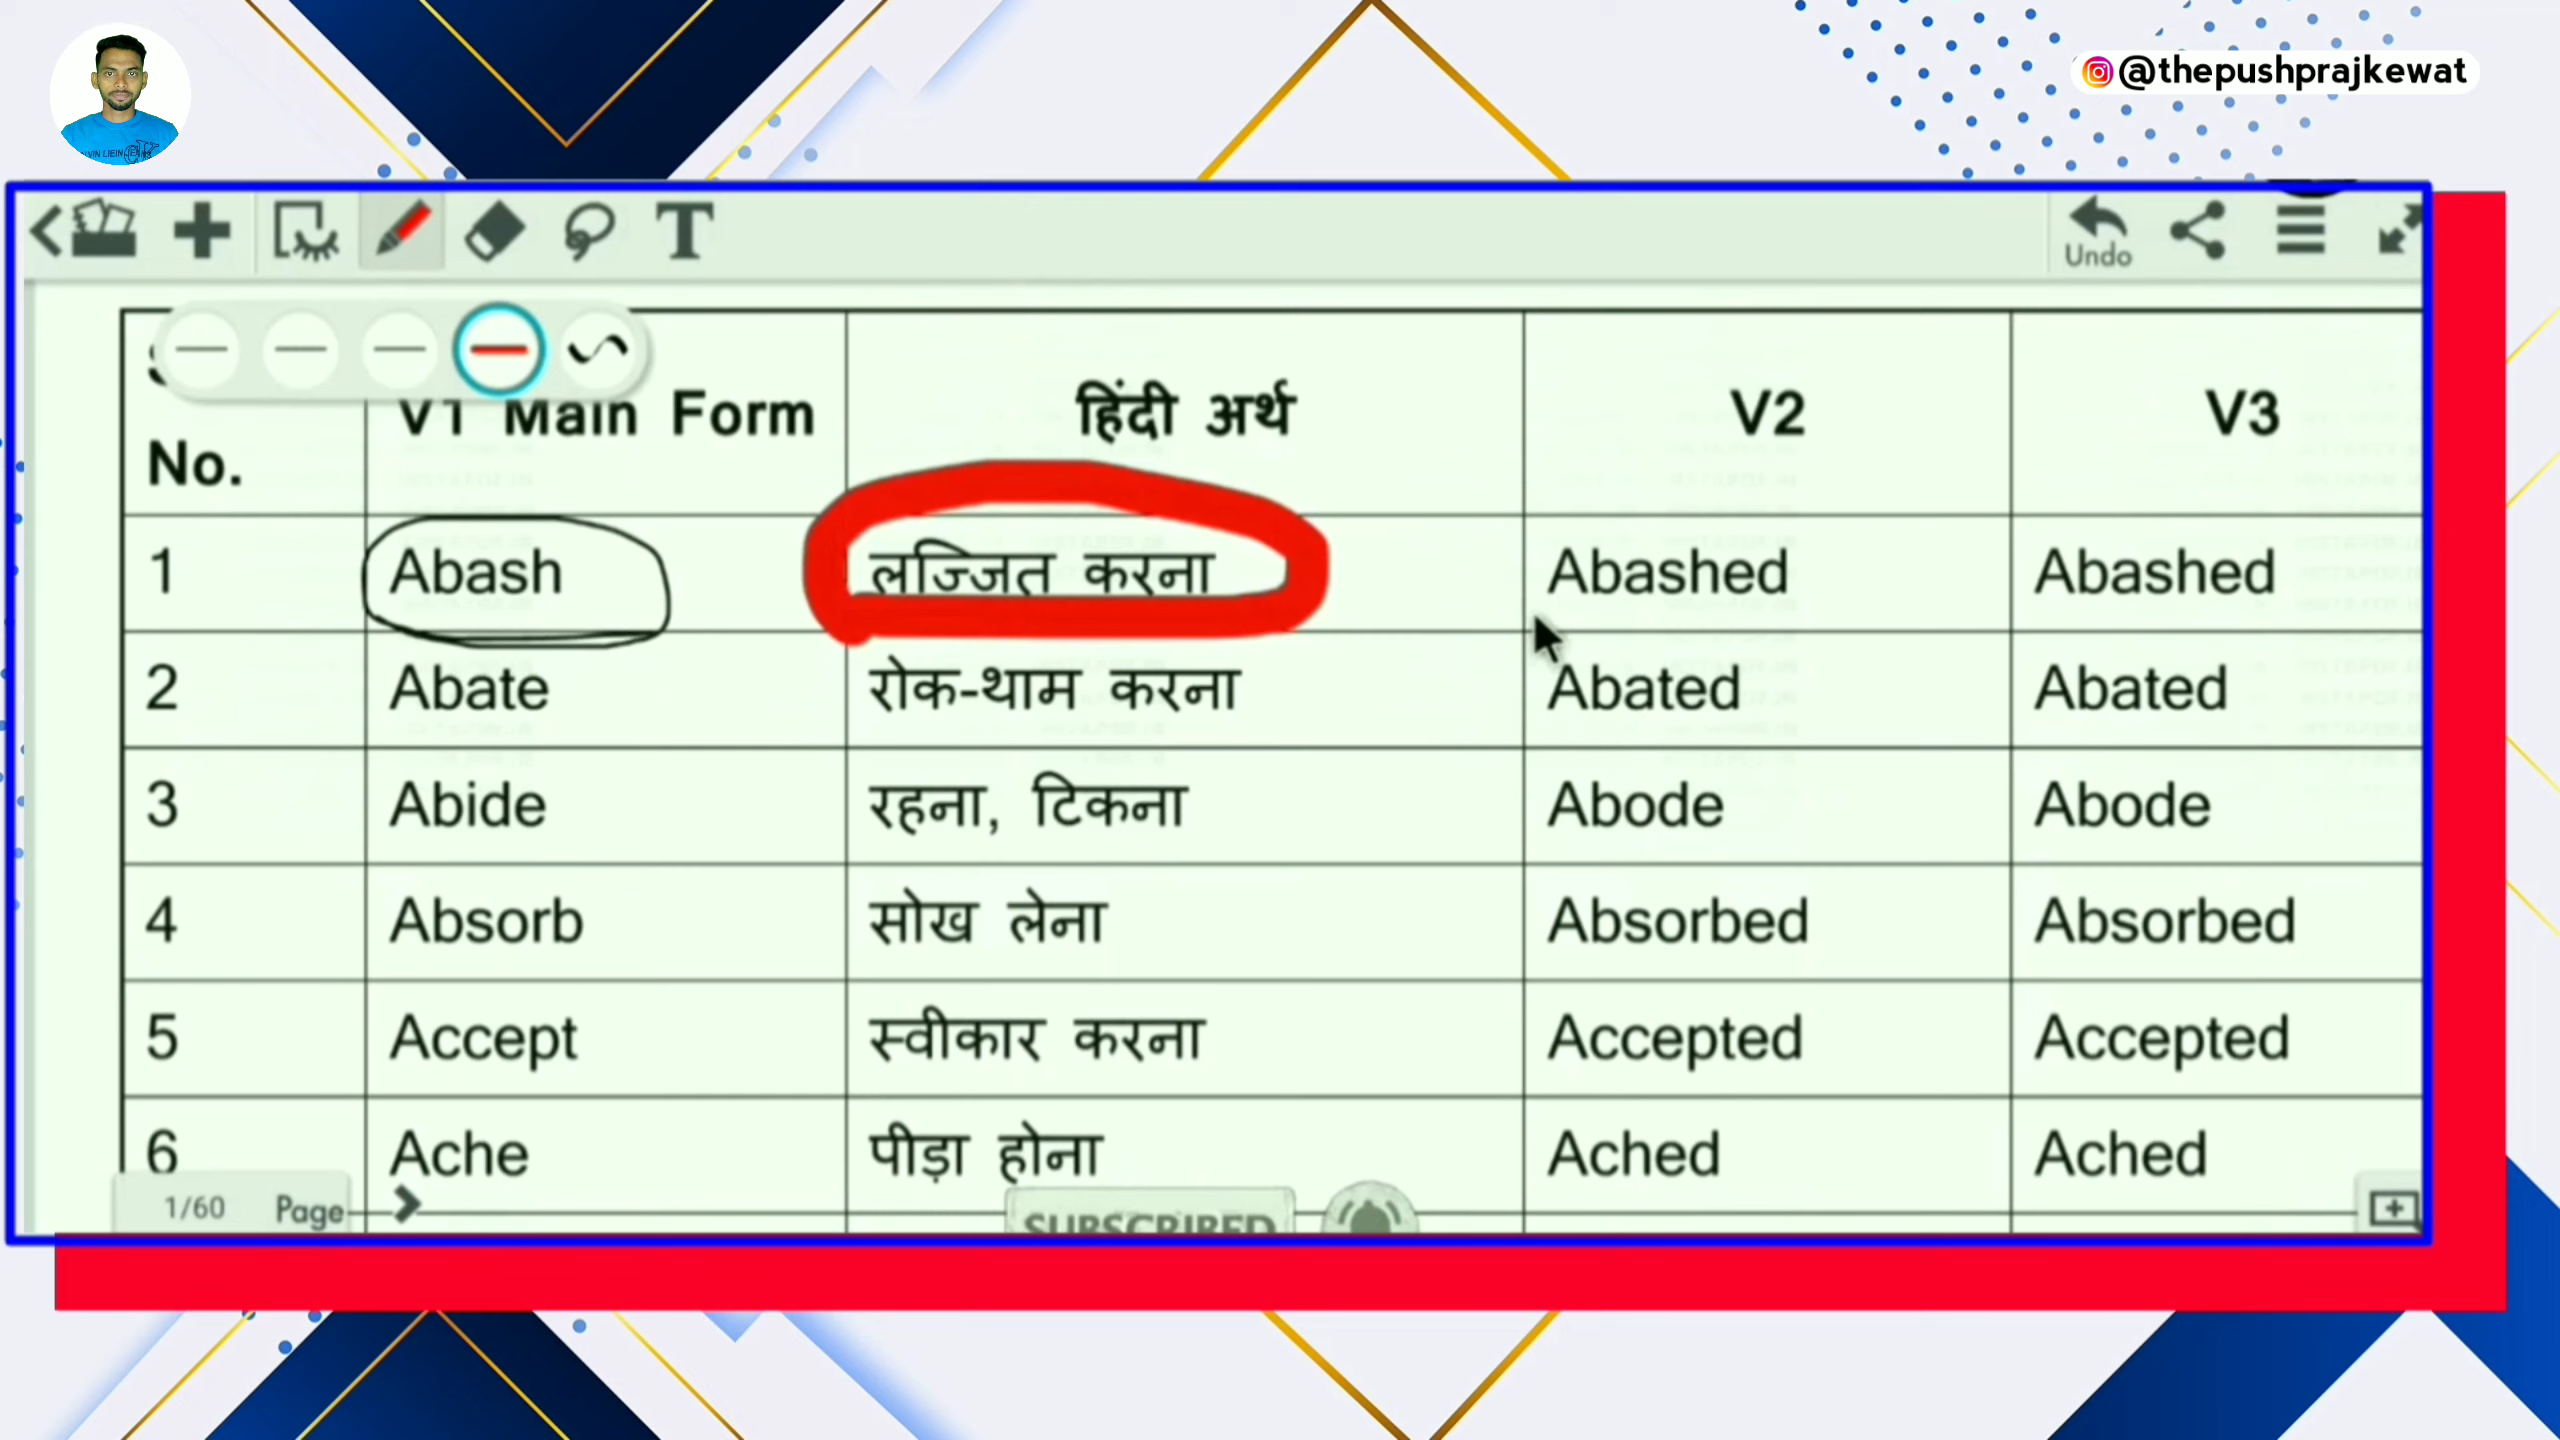 @thepushprajkewat
Undo
No. V1 Main Form हिंदी अर्थ V2 V3
1 Abash लज्जित करना Abashed Abashed
2 Abate रोक-थाम करना Abated Abated
3 Abide रहना, टिकना Abode Abode
4 Absorb सोख लेना Absorbed Absorbed
5 Accept स्वीकार करना Accepted Accepted
6 Ache पीड़ा होना Ached Ached
1/60 Page
SUBSCRIBED